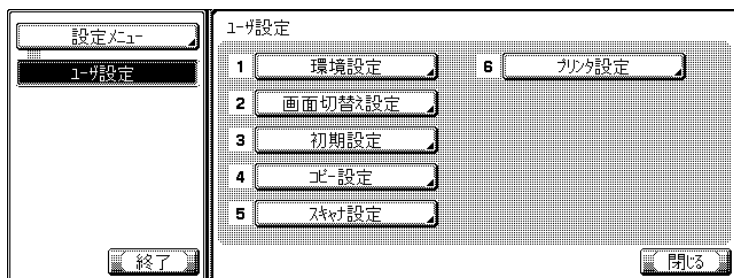 設定ﾒﾆｭｰ
ﾕｰｻﾞ設定
終了
ﾕｰｻﾞ設定
1 環境設定
2 画面切替え設定
3 初期設定
4 ｺﾋﾟｰ設定
5 ｽｷｬﾅ設定
6 ﾌﾟﾘﾝﾀ設定
閉じる